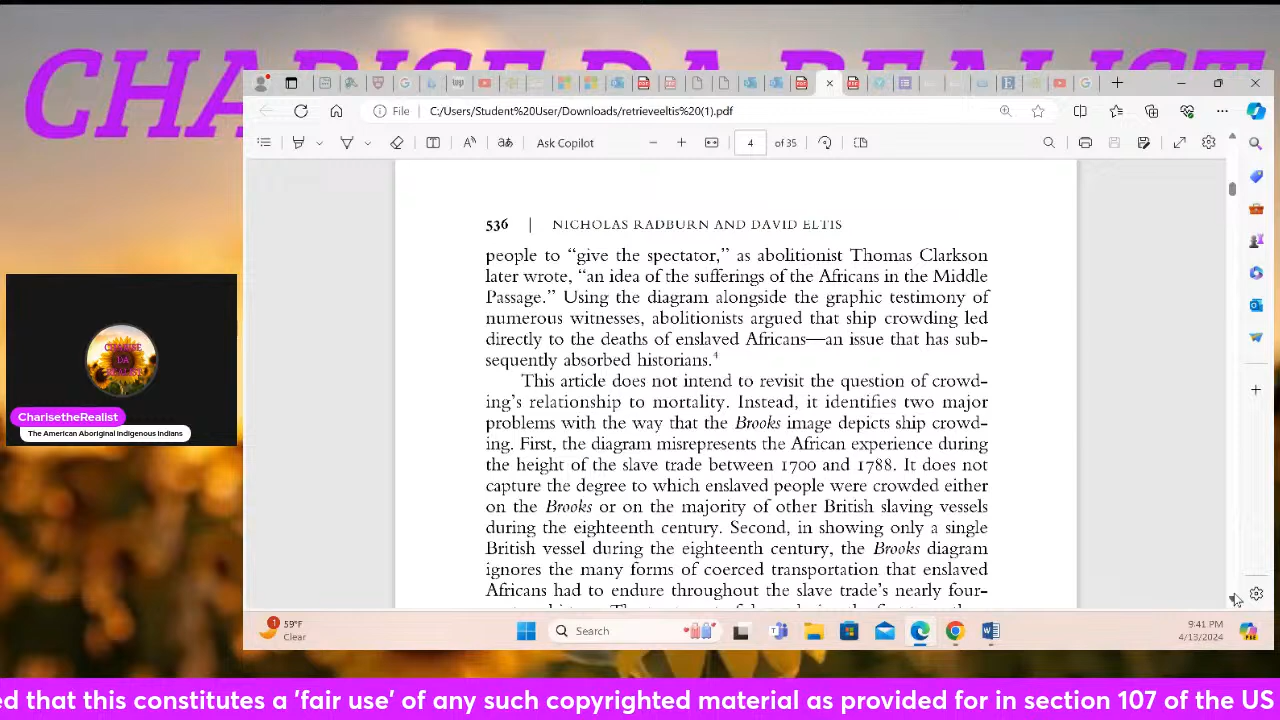 CHARISE DA REALIST
File
C:/Users/Student%20User/Downloads/retrieveeltis%20(1).pdf
Ask Copilot
4
of 35
536 | NICHOLAS RADBURN AND DAVID ELTIS
people to “give the spectator,” as abolitionist Thomas Clarkson
later wrote, “an idea of the sufferings of the Africans in the Middle
Passage.” Using the diagram alongside the graphic testimony of
numerous witnesses, abolitionists argued that ship crowding led
directly to the deaths of enslaved Africans—an issue that has sub-
sequently absorbed historians.4
This article does not intend to revisit the question of crowd-
ing’s relationship to mortality. Instead, it identifies two major
problems with the way that the Brooks image depicts ship crowd-
ing. First, the diagram misrepresents the African experience during
the height of the slave trade between 1700 and 1788. It does not
capture the degree to which enslaved people were crowded either
on the Brooks or on the majority of other British slaving vessels
during the eighteenth century. Second, in showing only a single
British vessel during the eighteenth century, the Brooks diagram
ignores the many forms of coerced transportation that enslaved
Africans had to endure throughout the slave trade’s nearly four-
CHARISE
DA
REALIST
CharisetheRealist
The American Aboriginal Indigenous Indians
1
59°F
Clear
Search
9:41 PM
4/13/2024
ed that this constitutes a 'fair use' of any such copyrighted material as provided for in section 107 of the US